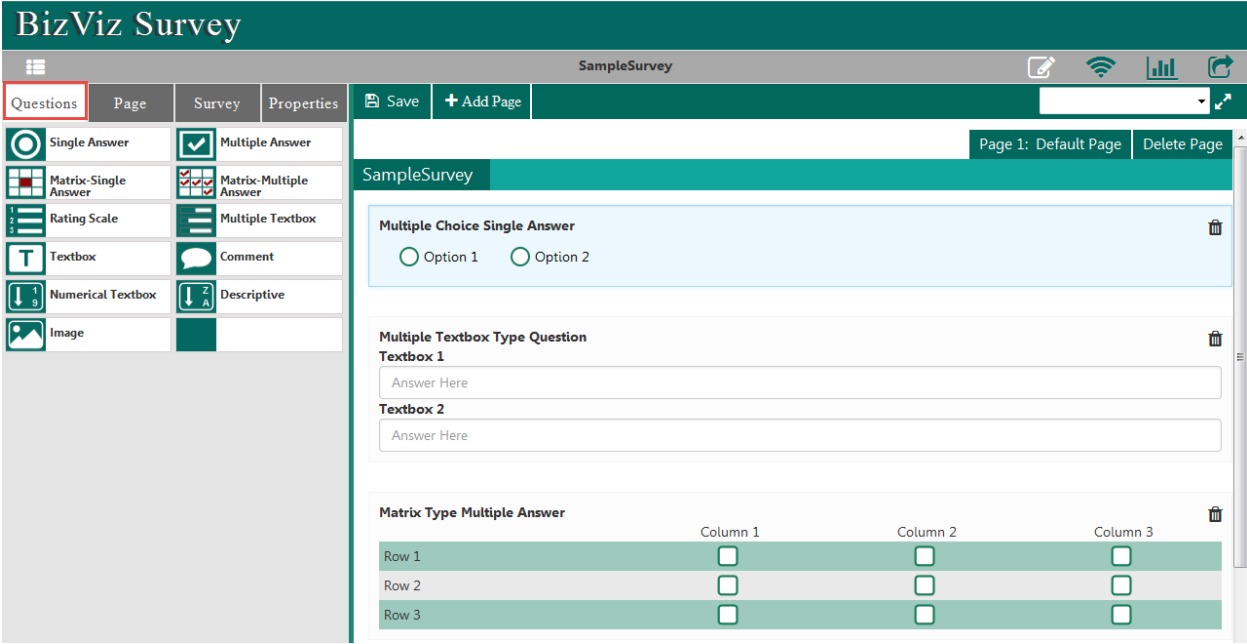 BizViz Survey
SampleSurvey
Questions Page Survey Properties Save + Add Page
Page 1: Default Page Delete Page
SampleSurvey
Single Answer Multiple Answer
Matrix-Single
Answer
Matrix-Multiple
Answer
Rating Scale Multiple Textbox
T Textbox Comment
1 9 Numerical Textbox Z A Descriptive
Image
Multiple Choice Single Answer
Option 1 Option 2
Multiple Textbox Type Question
Textbox 1
Answer Here
Textbox 2
Answer Here
Matrix Type Multiple Answer
Column 1 Column 2 Column 3
Row 1
Row 2
Row 3